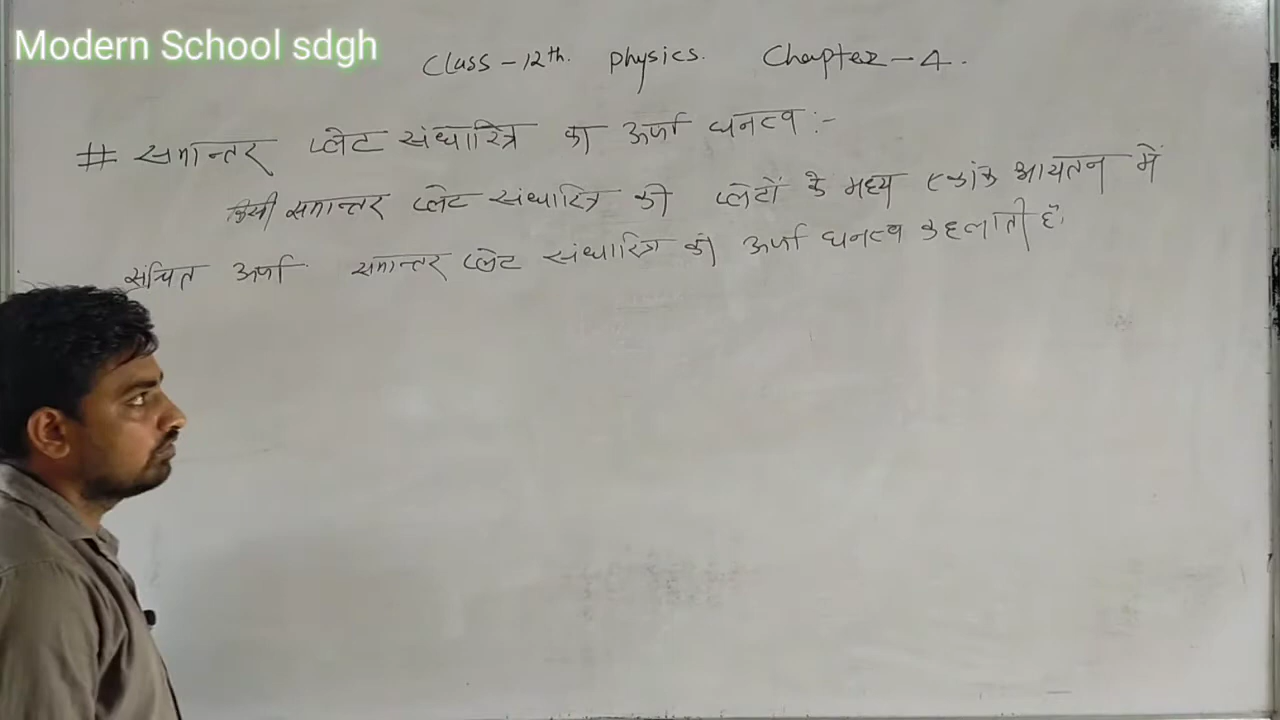 Modern School sdgh
Class - 12th. Physics. Chapter - 4.
# समान्तर प्लेट संधारित्र का ऊर्जा घनत्व :-
किसी समान्तर प्लेट संधारित्र की प्लेटों के मध्य एकांक आयतन में
संचित ऊर्जा समान्तर प्लेट संधारित्र की ऊर्जा घनत्व कहलाती है।